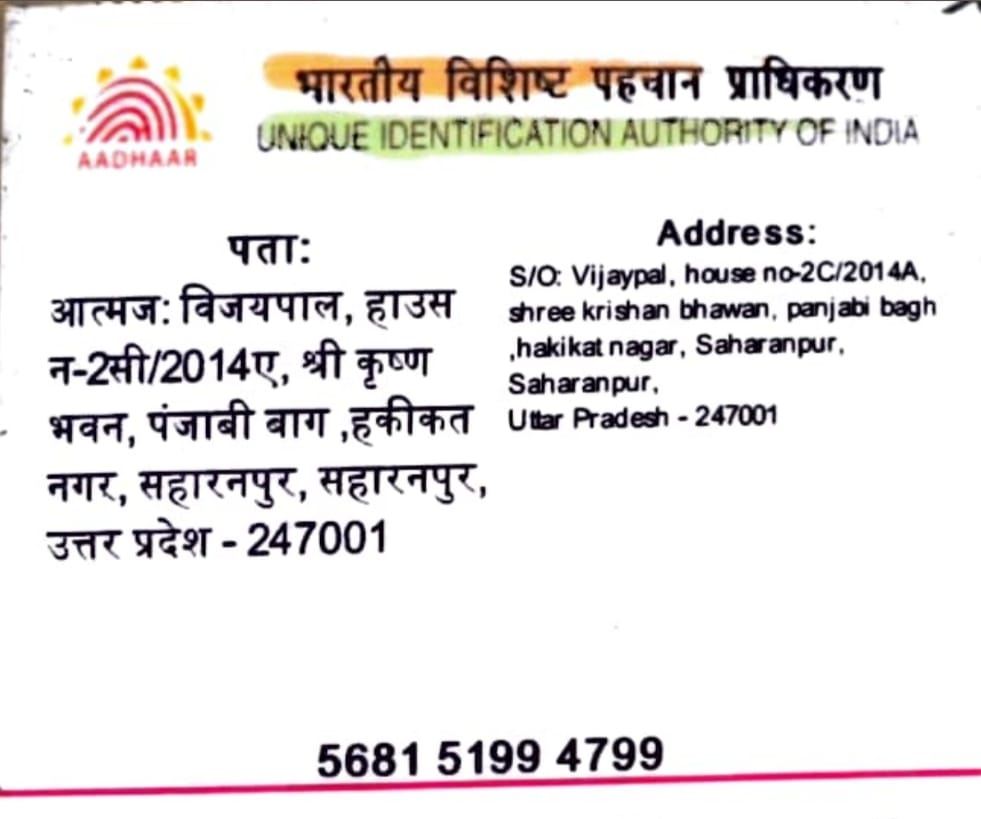 AADHAAR
भारतीय विशिष्ट पहचान प्राधिकरण
UNIQUE IDENTIFICATION AUTHORITY OF INDIA
पता:
आत्मज: विजयपाल, हाउस
न-2सी/2014ए, श्री कृष्ण
भवन, पंजाबी बाग ,हकीकत
नगर, सहारनपुर, सहारनपुर,
उत्तर प्रदेश - 247001
Address:
S/O: Vijaypal, house no-2C/2014A,
shree krishan bhawan, panjabi bagh
,hakikat nagar, Saharanpur,
Saharanpur,
Uttar Pradesh - 247001
5681 5199 4799